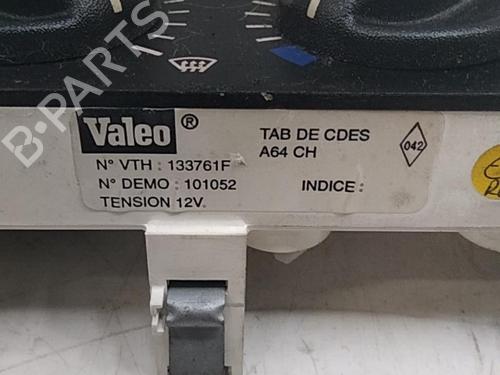 B-PARTS
Valeo®
TAB DE CDES
A64 CH
042
N° VTH : 133761F
N° DEMO : 101052
INDICE :
TENSION 12V.